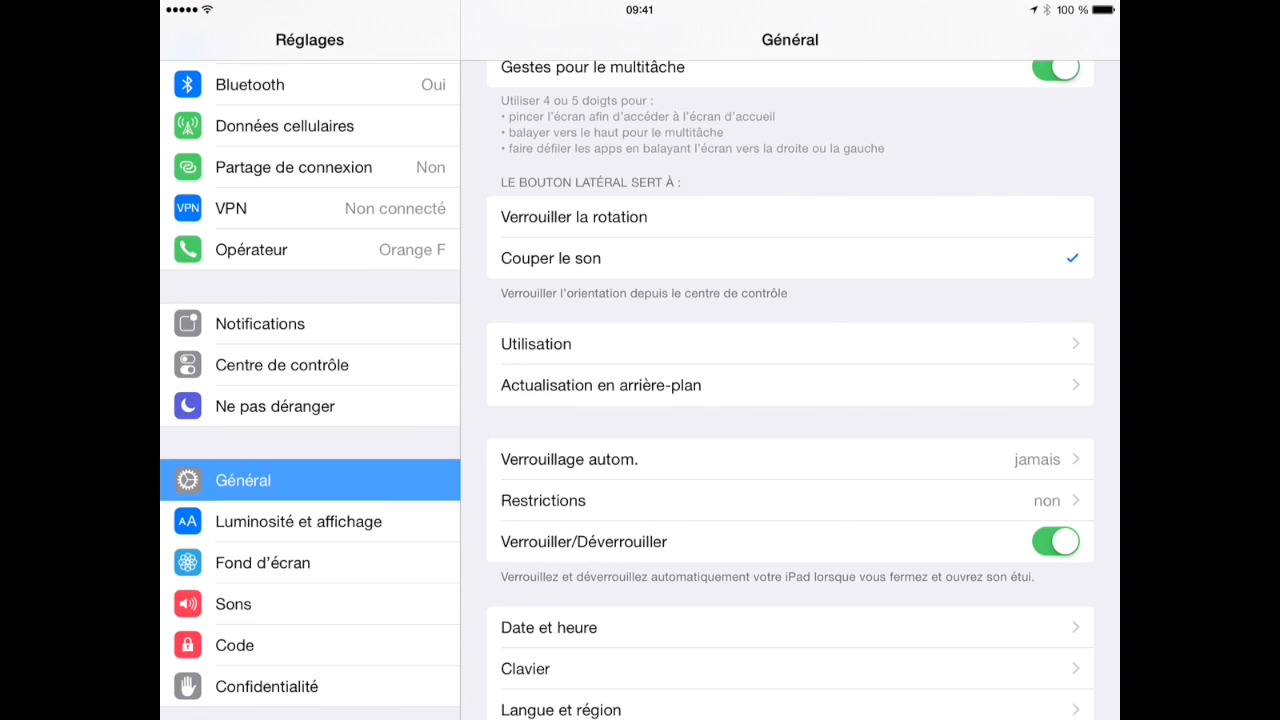 09:41
100 %
Réglages
Bluetooth Oui
Données cellulaires
Partage de connexion Non
VPN VPN Non connecté
Opérateur Orange F
Notifications
Centre de contrôle
Ne pas déranger
Général
AA Luminosité et affichage
Fond d'écran
Sons
Code
Confidentialité
Général
Gestes pour le multitâche
Utiliser 4 ou 5 doigts pour :
• pincer l'écran afin d'accéder à l'écran d'accueil
• balayer vers le haut pour le multitâche
• faire défiler les apps en balayant l'écran vers la droite ou la gauche
LE BOUTON LATÉRAL SERT À :
Verrouiller la rotation
Couper le son
Verrouiller l'orientation depuis le centre de contrôle
Utilisation
Actualisation en arrière-plan
Verrouillage autom. jamais
Restrictions non
Verrouiller/Déverrouiller
Verrouillez et déverrouillez automatiquement votre iPad lorsque vous fermez et ouvrez son étui.
Date et heure
Clavier
Langue et région